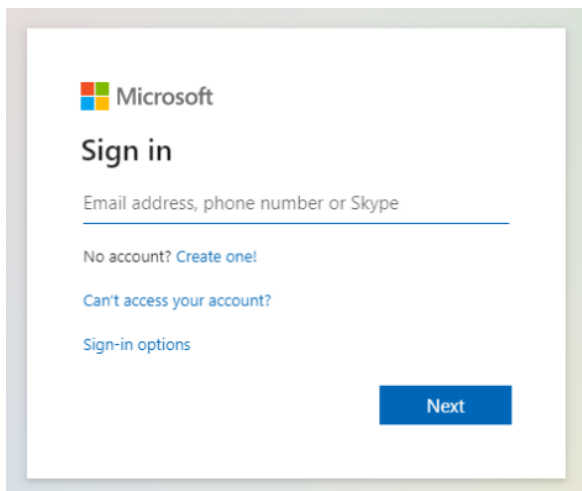 Microsoft
Sign in
Email address, phone number or Skype
No account? Create one!
Can't access your account?
Sign-in options
Next